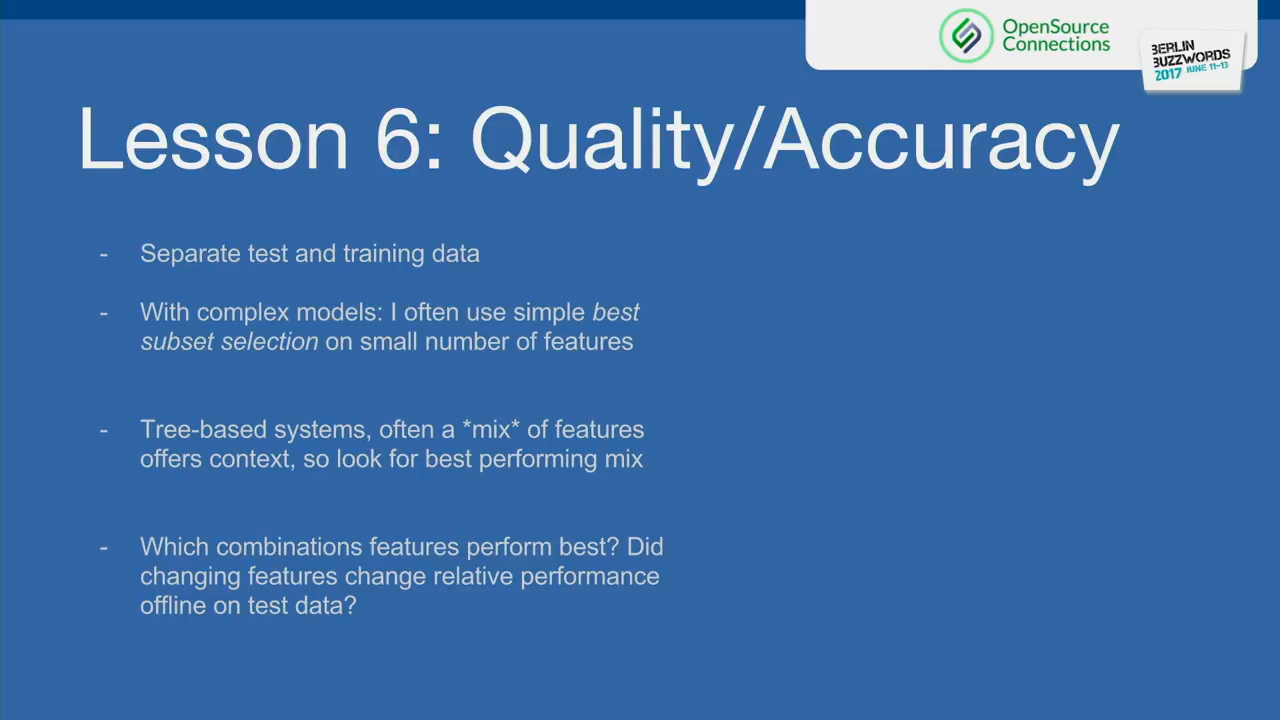 OpenSource
Connections
BERLIN
BUZZWORDS
2017 JUNE 11-13
Lesson 6: Quality/Accuracy
- Separate test and training data
- With complex models: I often use simple best
subset selection on small number of features
- Tree-based systems, often a *mix* of features
offers context, so look for best performing mix
- Which combinations features perform best? Did
changing features change relative performance
offline on test data?